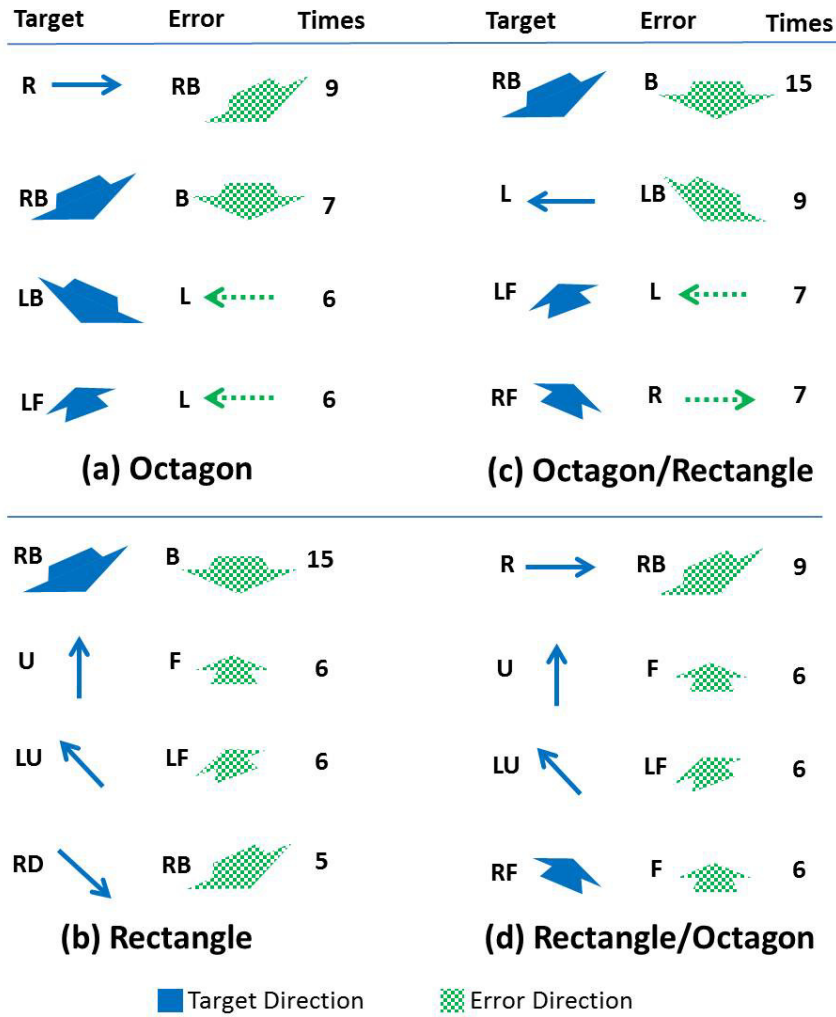 Target Error Times
R RB 9
RB B 7
LB L 6
LF L 6
(a) Octagon
Target Error Times
RB B 15
L LB 9
LF L 7
RF R 7
(c) Octagon/Rectangle
RB B 15
U F 6
LU LF 6
RD RB 5
(b) Rectangle
R RB 9
U F 6
LU LF 6
RF F 6
(d) Rectangle/Octagon
Target Direction
Error Direction